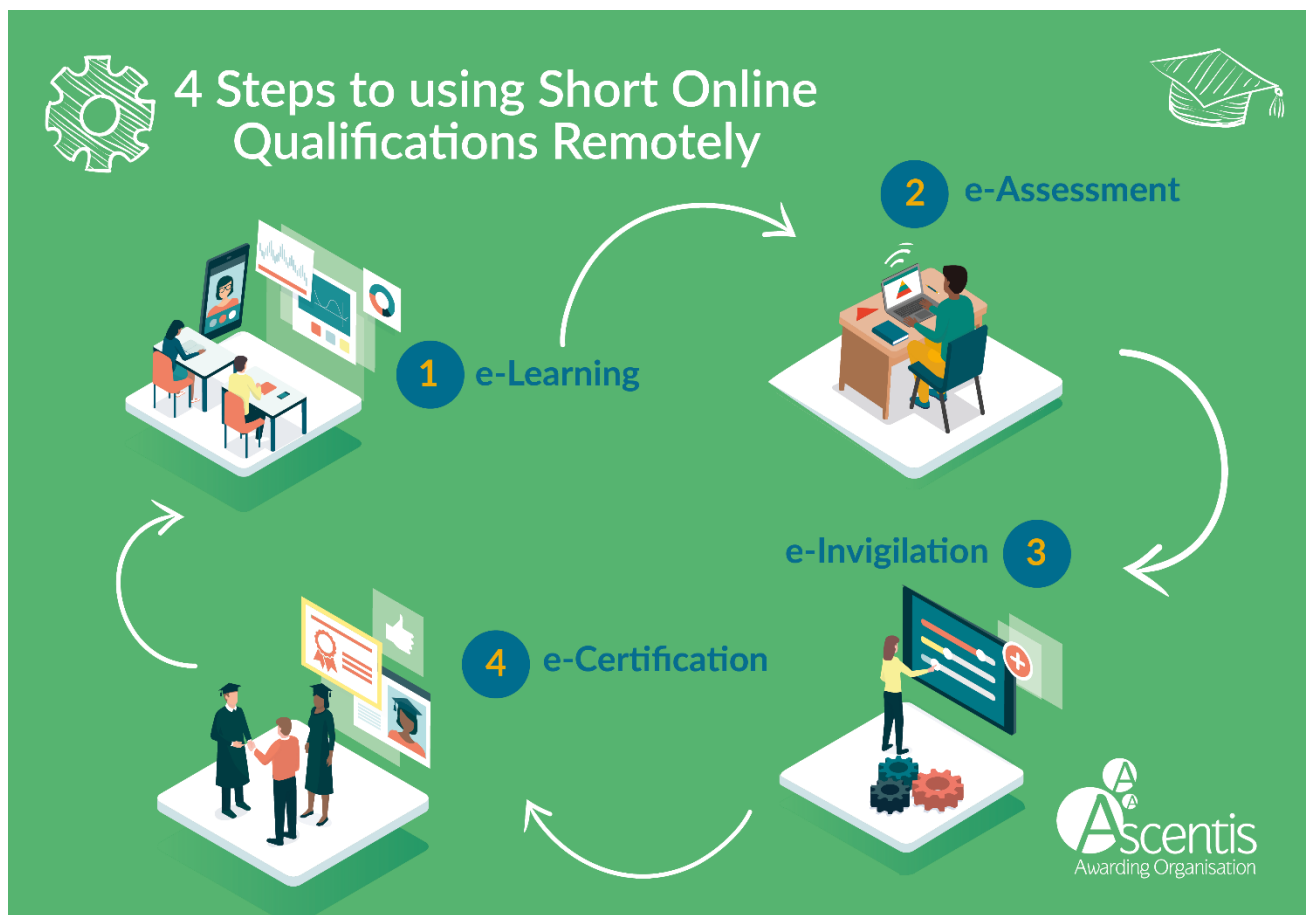 4 Steps to using Short Online
Qualifications Remotely
1 e-Learning
2 e-Assessment
e-Invigilation 3
4 e-Certification
A
A
Ascentis
Awarding Organisation